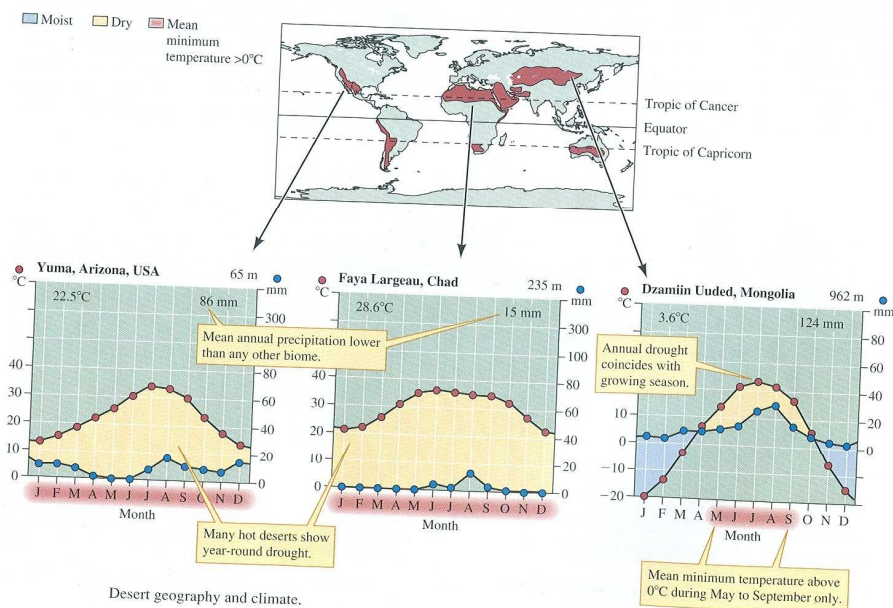 Moist
Dry
Mean
minimum
temperature >0°C
Tropic of Cancer
Equator
Tropic of Capricorn
°C
Yuma, Arizona, USA
65 m
mm
22.5°C
86 mm
300
80
60
40
20
0
40
30
20
10
0
J F M A M J J A S O N D
Month
°C
Faya Largeau, Chad
235 m
mm
28.6°C
15 mm
300
100
80
60
40
20
0
40
30
20
10
0
J F M A M J J A S O N D
Month
°C
Dzamiin Uuded, Mongolia
962 m
mm
3.6°C
124 mm
80
60
40
20
0
10
0
−10
−20
J F M A M J J A S O N D
Month
Mean annual precipitation lower
than any other biome.
Annual drought
coincides with
growing season.
Many hot deserts show
year-round drought.
Mean minimum temperature above
0°C during May to September only.
Desert geography and climate.